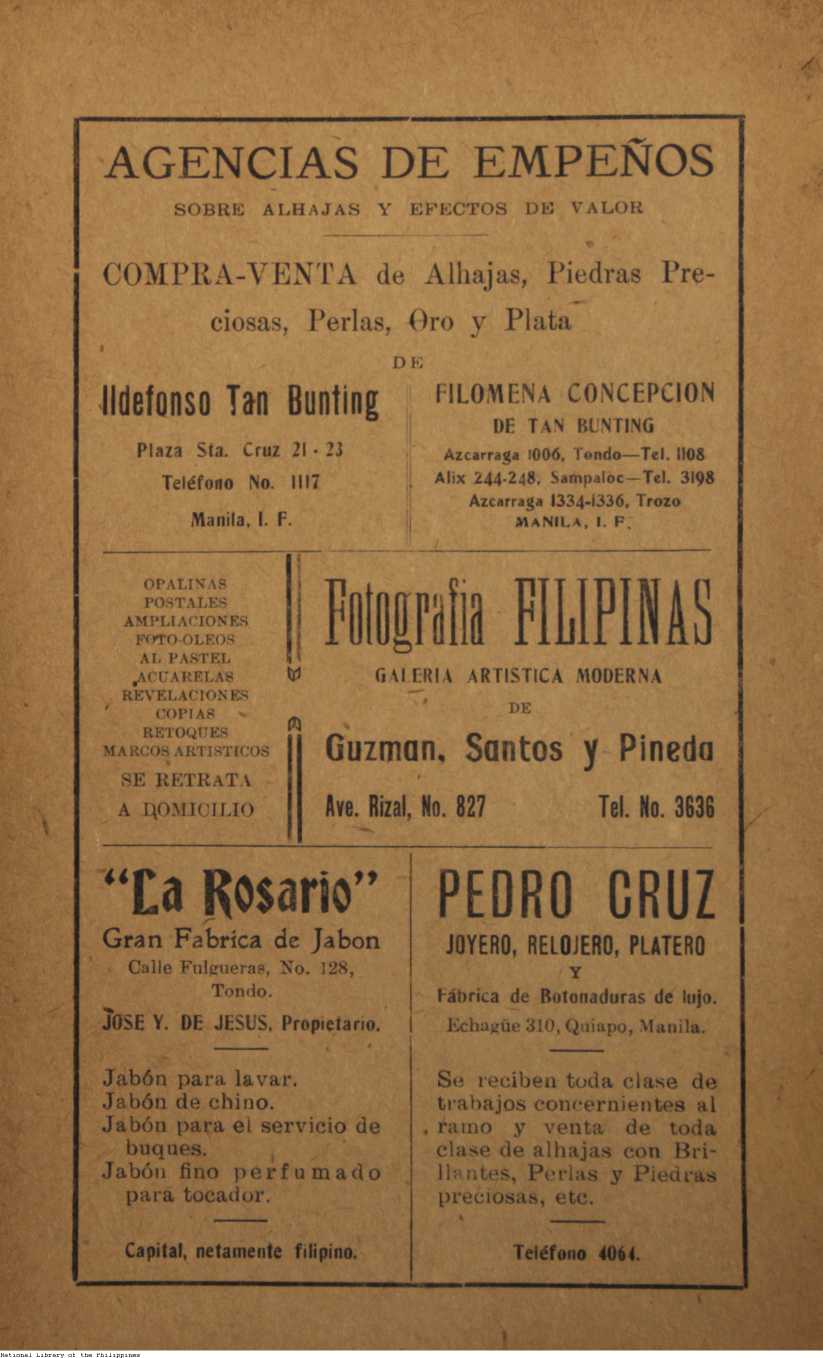 AGENCIAS DE EMPEÑOS
SOBRE ALHAJAS Y EFECTOS DE VALOR
COMPRA-VENTA de Alhajas, Piedras Pre-
ciosas, Perlas, Oro y Plata
DE
Ildefonso Tan Bunting
Plaza Sta. Cruz 21 - 23
Teléfono No. 1117
Manila, I. F.
FILOMENA CONCEPCION
DE TAN BUNTING
Azcarraga 1006, Tondo—Tel. 1108
Alix 244-248, Sampaloc—Tel. 3198
Azcarraga 1334-1336, Trozo
MANILA, I. F.
OPALINAS
POSTALES
AMPLIACIONES
FOTO-OLEOS
AL PASTEL
ACUARELAS
REVELACIONES
COPIAS
RETOQUES
MARCOS ARTISTICOS
SE RETRATA
A DOMICILIO
Fotografia FILIPINAS
GALERIA ARTISTICA MODERNA
DE
Guzman, Santos y Pineda
Ave. Rizal, No. 827 Tel. No. 3636
“La Rosario”
Gran Fabrica de Jabon
Calle Fulgueras, No. 128,
Tondo.
JOSE Y. DE JESUS, Propietario.
Jabón para lavar.
Jabón de chino.
Jabón para el servicio de
buques.
Jabón fino perfumado
para tocador.
Capital, netamente filipino.
PEDRO CRUZ
JOYERO, RELOJERO, PLATERO
Y
Fábrica de Botonaduras de lujo.
Echagüe 310, Quiapo, Manila.
Se reciben toda clase de
trabajos concernientes al
ramo y venta de toda
clase de alhajas con Bri-
llantes, Perlas y Piedras
preciosas, etc.
Teléfono 4064.
National Library of the Philippines